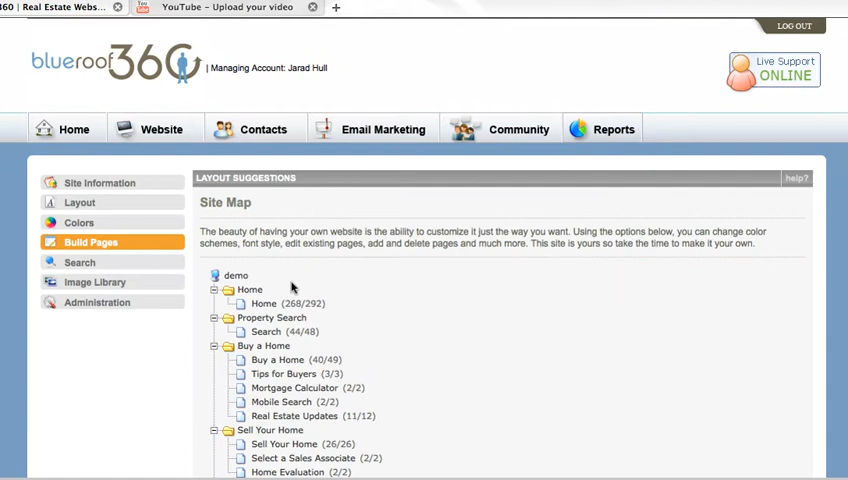 360 | Real Estate Webs...
You Tube
YouTube - Upload your video
LOG OUT
blueroof360
| Managing Account: Jarad Hull
Live Support
ONLINE
Home
Website
Contacts
Email Marketing
Community
Reports
Site Information
Layout
Colors
Build Pages
Search
Image Library
Administration
LAYOUT SUGGESTIONS
help?
Site Map
The beauty of having your own website is the ability to customize it just the way you want. Using the options below, you can change color
schemes, font style, edit existing pages, add and delete pages and much more. This site is yours so take the time to make it your own.
demo
Home
Home (268/292)
Property Search
Search (44/48)
Buy a Home
Buy a Home (40/49)
Tips for Buyers (3/3)
Mortgage Calculator (2/2)
Mobile Search (2/2)
Real Estate Updates (11/12)
Sell Your Home
Sell Your Home (26/26)
Select a Sales Associate (2/2)
Home Evaluation (2/2)